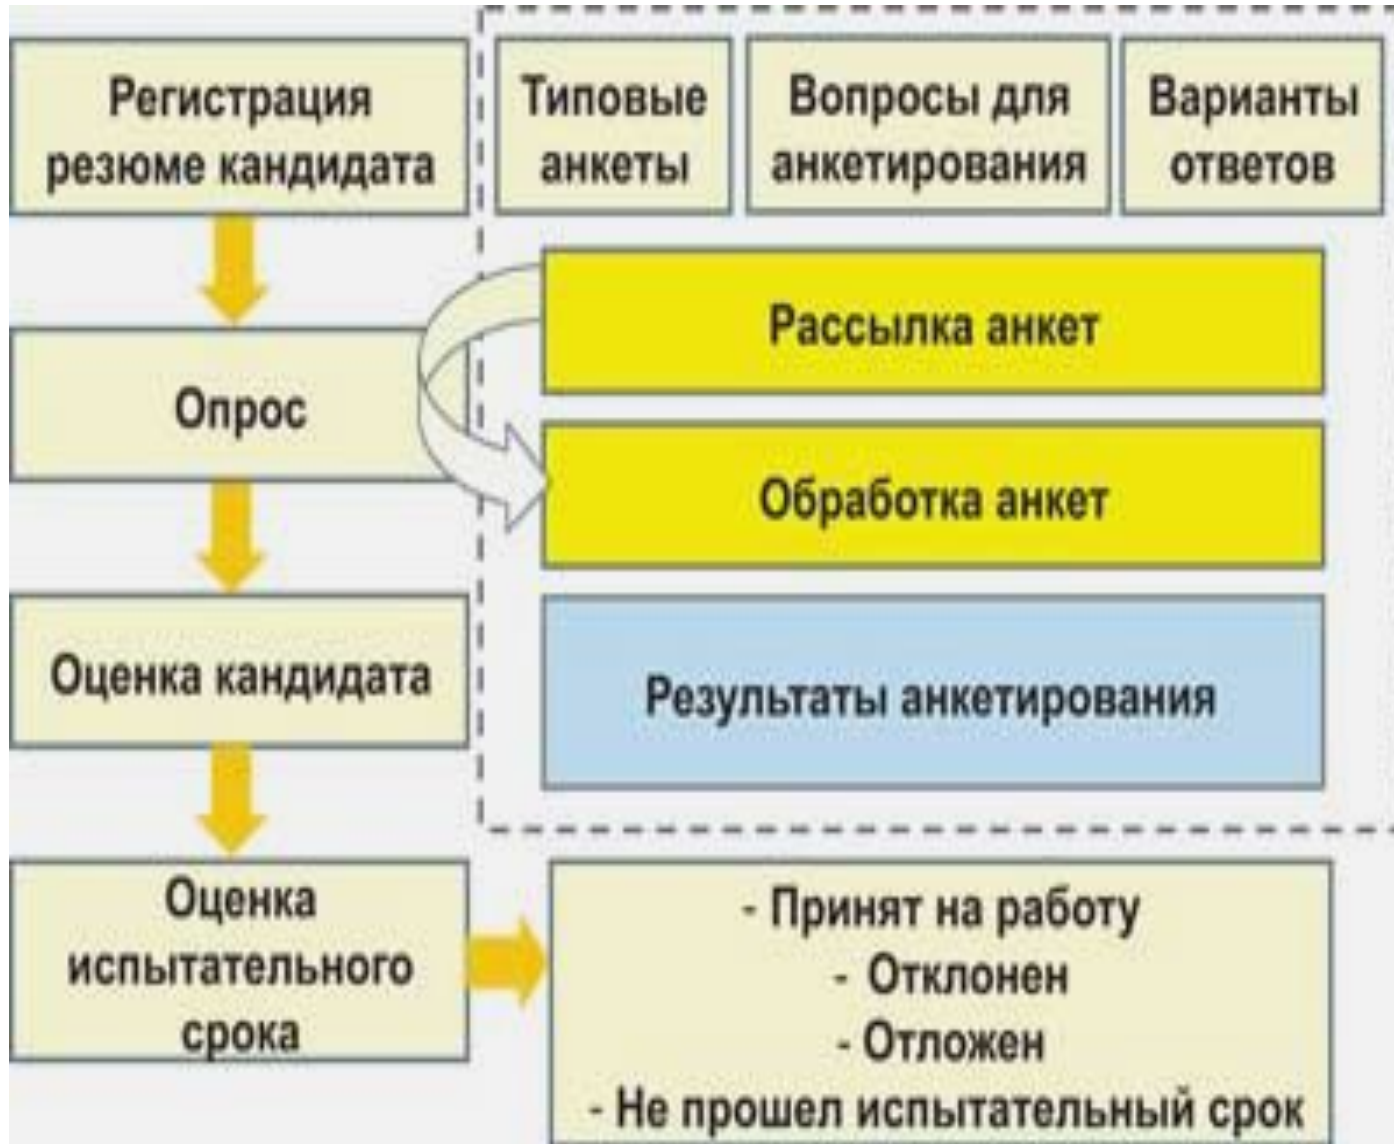 Регистрация
резюме кандидата
Типовые
анкеты
Вопросы для
анкетирования
Варианты
ответов
Рассылка анкет
Опрос
Обработка анкет
Оценка кандидата
Результаты анкетирования
Оценка
испытательного
срока
- Принят на работу
- Отклонен
- Отложен
- Не прошел испытательный срок